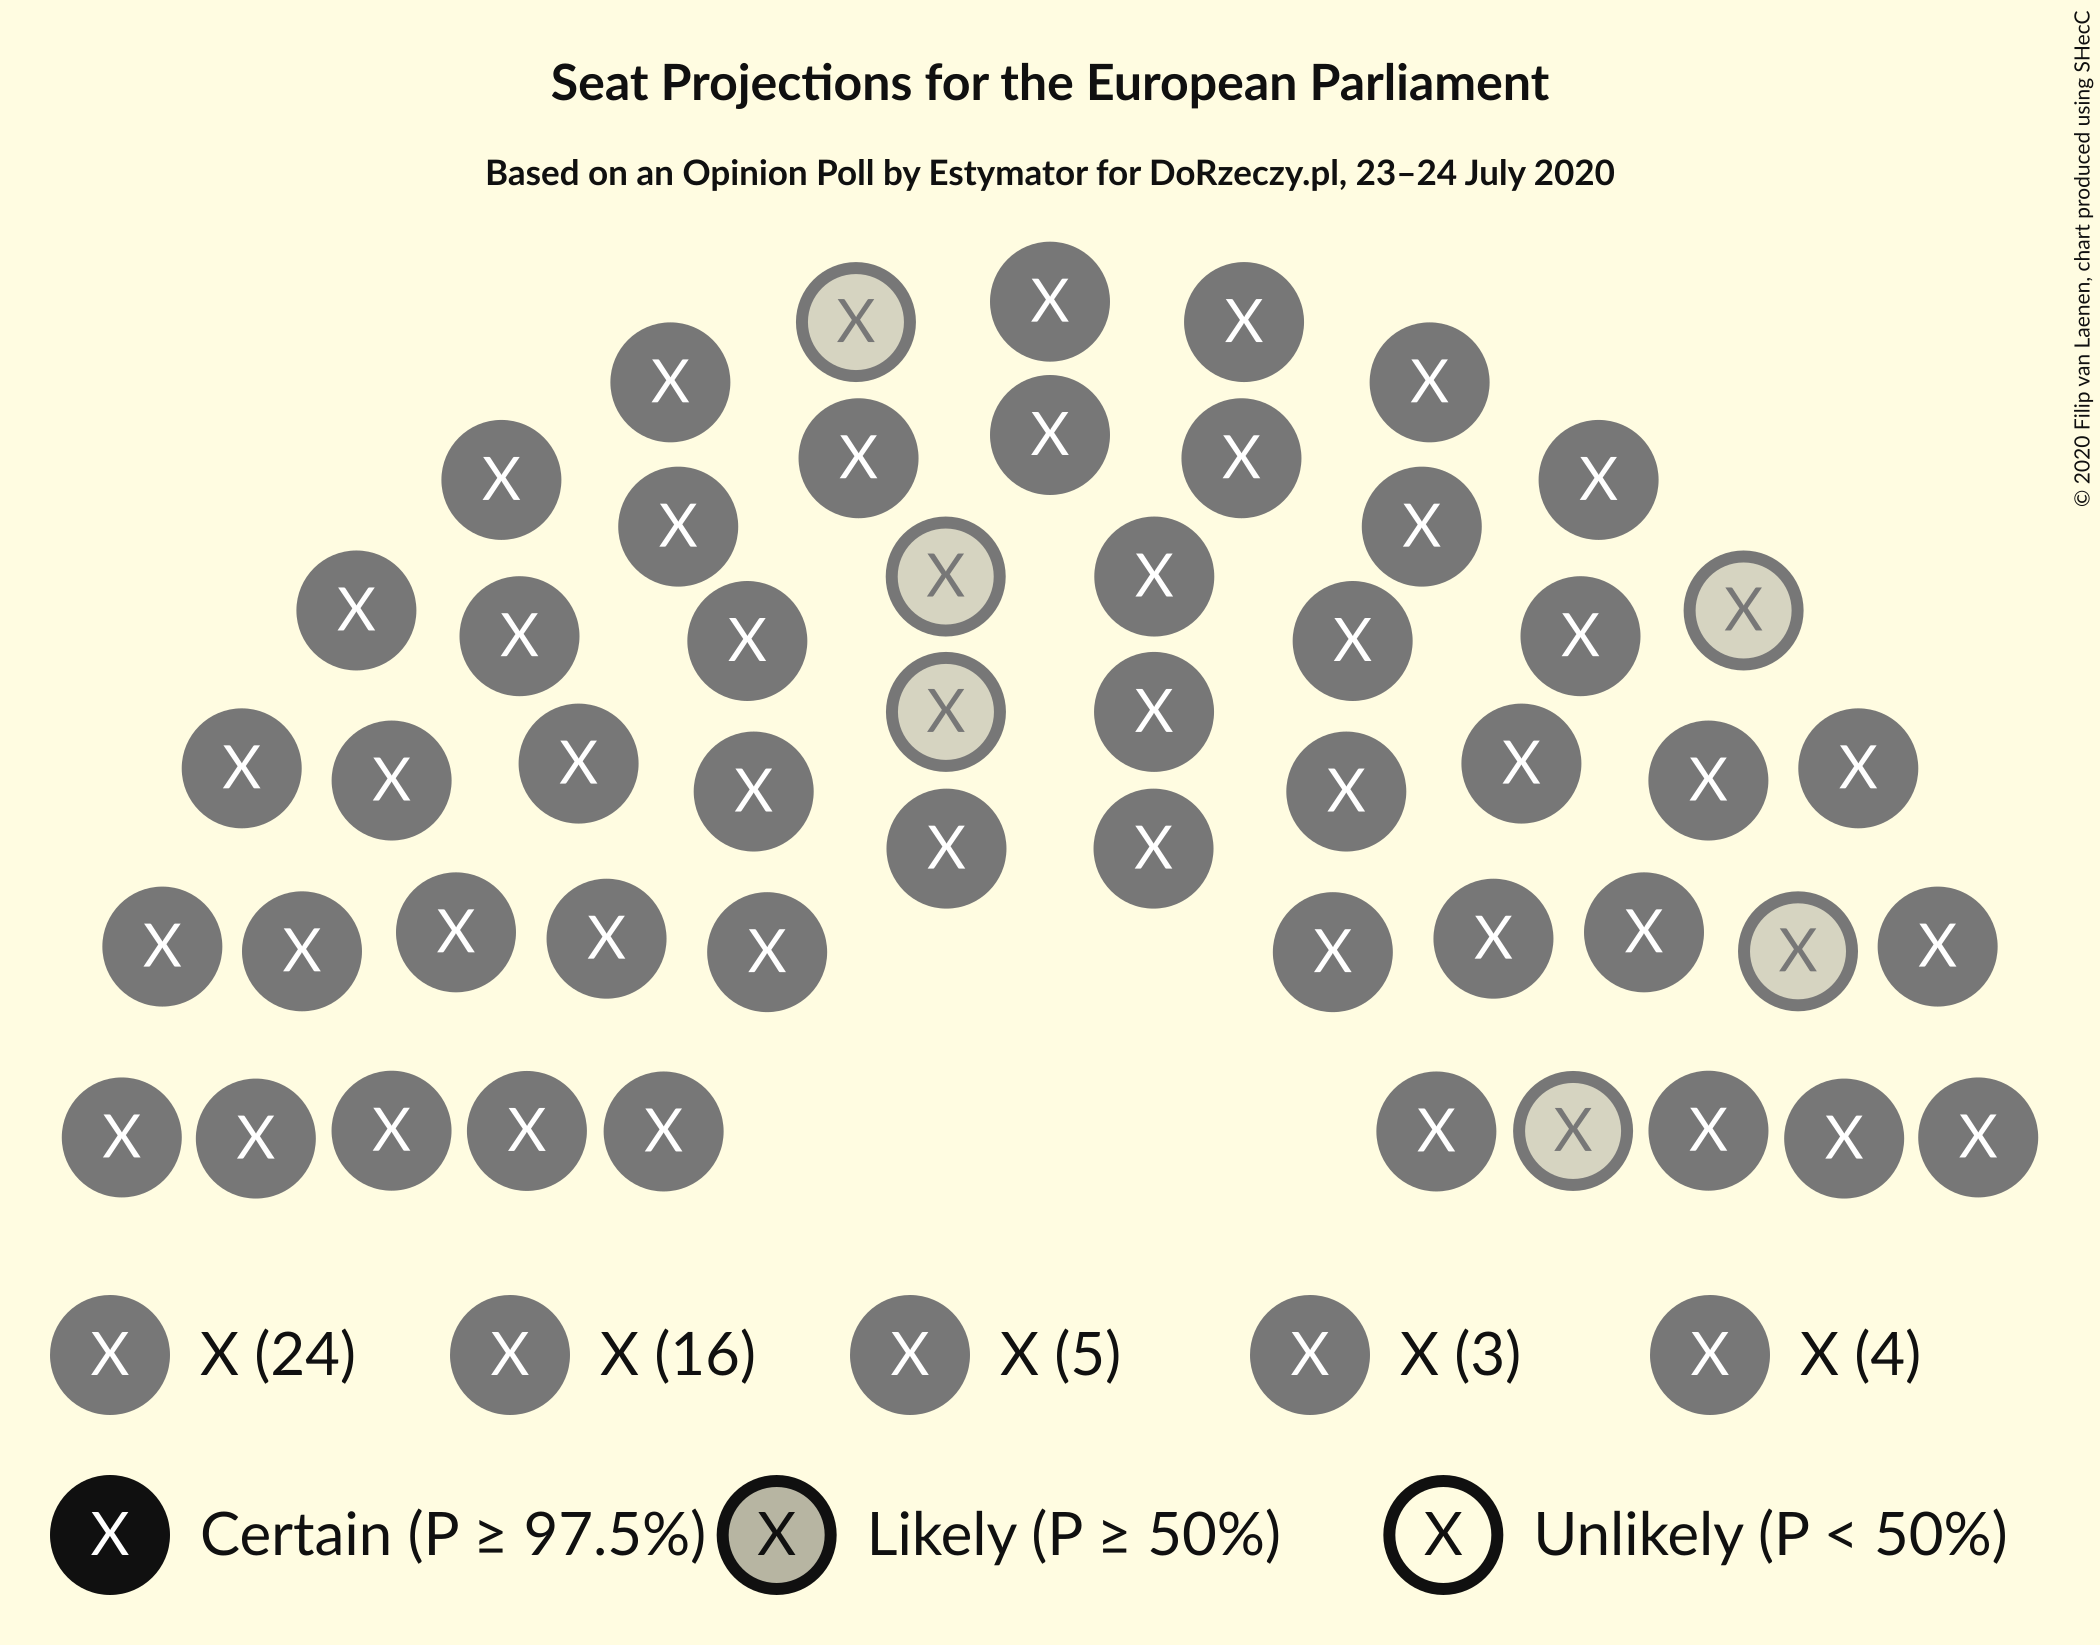 © 2020 Filip van Laenen, chart produced using SHecC
Seat Projections for the European Parliament
Based on an Opinion Poll by Estymator for DoRzeczy.pl, 23–24 July 2020
X X X
X X
X X X
X X
X X
X X
X X X X X X
X X
X X X X X X X X
X X
X X X X X X X X X X
X X X X X X X X X X
X X (24) X X (16) X X (5) X X (3) X X (4)
X Certain (P ≥ 97.5%) X Likely (P ≥ 50%) X Unlikely (P < 50%)